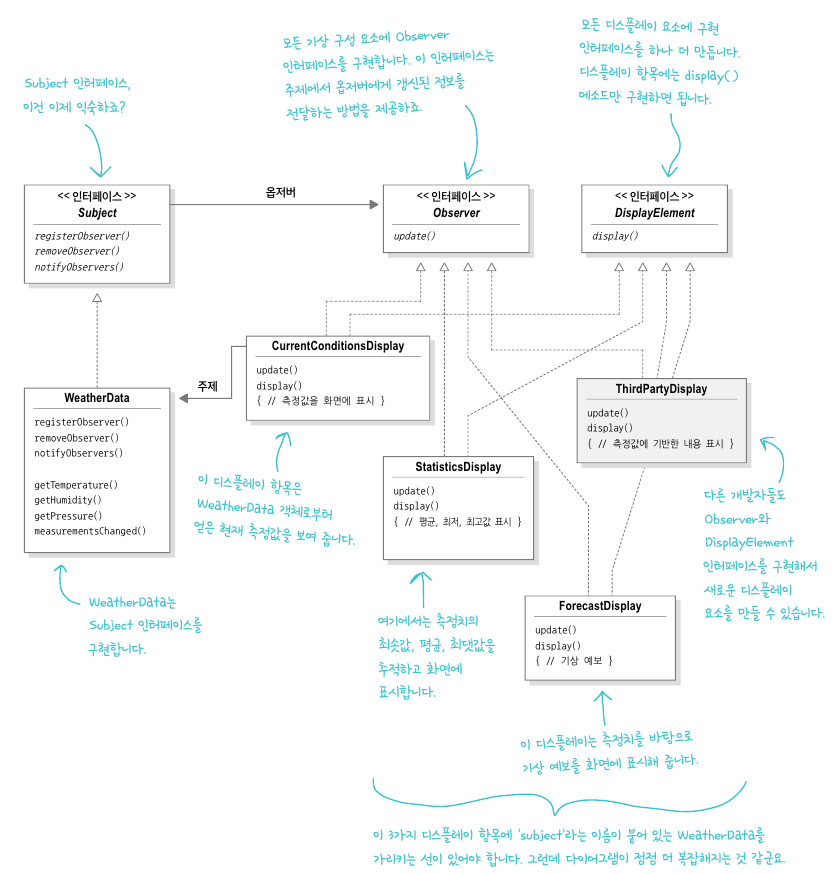 모든 디스플레이 요소에 구현
인터페이스를 하나 더 만듭니다.
디스플레이 항목에는 display()
메소드만 구현하면 됩니다.
모든 기상 구성 요소에 Observer
인터페이스를 구현합니다. 이 인터페이스는
주제에서 옵저버에게 갱신된 정보를
전달하는 방법을 제공하죠.
Subject 인터페이스,
이건 이제 익숙하죠?
<< 인터페이스 >>
Subject
registerObserver()
removeObserver()
notifyObservers()
옵저버
<< 인터페이스 >>
Observer
update()
<< 인터페이스 >>
DisplayElement
display()
CurrentConditionsDisplay
update()
display()
{ // 측정값을 화면에 표시 }
주제
WeatherData
registerObserver()
removeObserver()
notifyObservers()
getTemperature()
getHumidity()
getPressure()
measurementsChanged()
ThirdPartyDisplay
update()
display()
{ // 측정값에 기반한 내용 표시 }
StatisticsDisplay
update()
display()
{ // 평균, 최저, 최고값 표시 }
이 디스플레이 항목은
WeatherData 객체로부터
얻은 현재 측정값을 보여 줍니다.
다른 개발자들도
Observer와
DisplayElement
인터페이스를 구현해서
새로운 디스플레이
요소를 만들 수 있습니다.
ForecastDisplay
update()
display()
{ // 기상 예보 }
WeatherData는
Subject 인터페이스를
구현합니다.
여기에서는 측정치의
최솟값, 평균, 최댓값을
추적하고 화면에
표시합니다.
이 디스플레이는 측정치를 바탕으로
기상 예보를 화면에 표시해 줍니다.
이 3가지 디스플레이 항목에 'subject'라는 이름이 붙어 있는 WeatherData를
가리키는 선이 있어야 합니다. 그런데 다이어그램이 점점 더 복잡해지는 것 같군요.